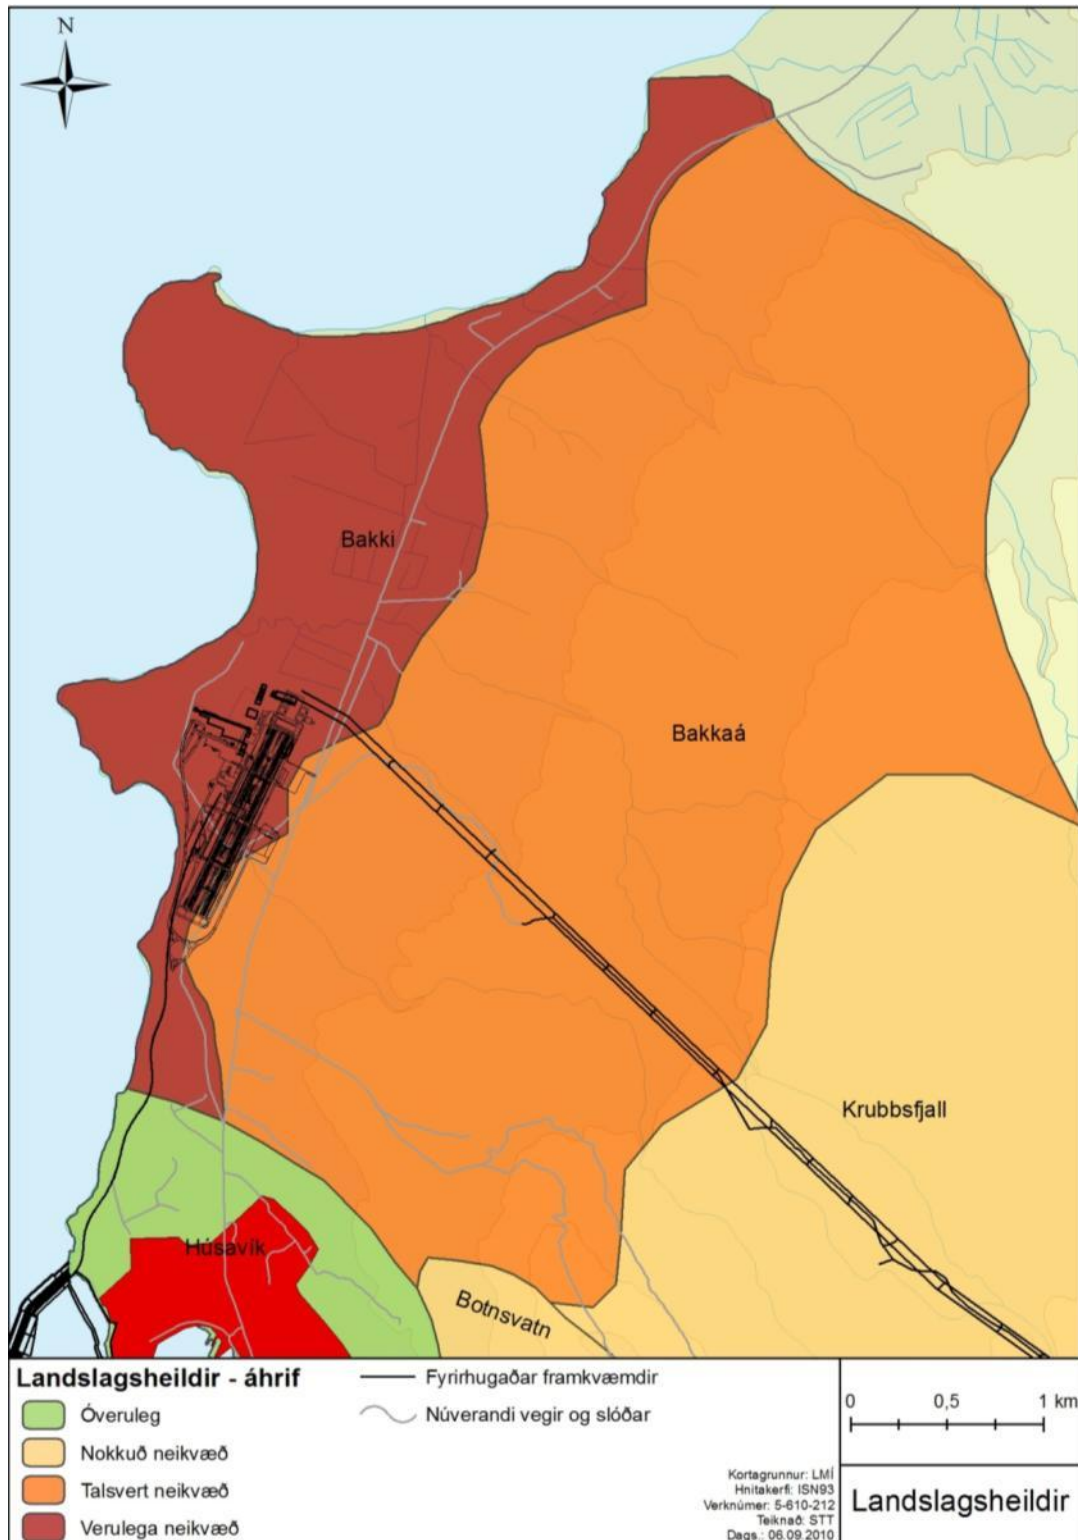 N
Bakki
Bakkaá
Krubbsfjall
Húsavík
Botnsvatn
Landslagsheildir - áhrif
Óveruleg
Nokkuð neikvæð
Talsvert neikvæð
Verulega neikvæð
Fyrirhugaðar framkvæmdir
Núverandi vegir og slóðar
0 0,5 1 km
Kortagrunnur: LMÍ
Hnitakerfi: ISN93
Verknúmer: 5-610-212
Teiknað: STT
Dags.: 06.09.2010
Landslagsheildir